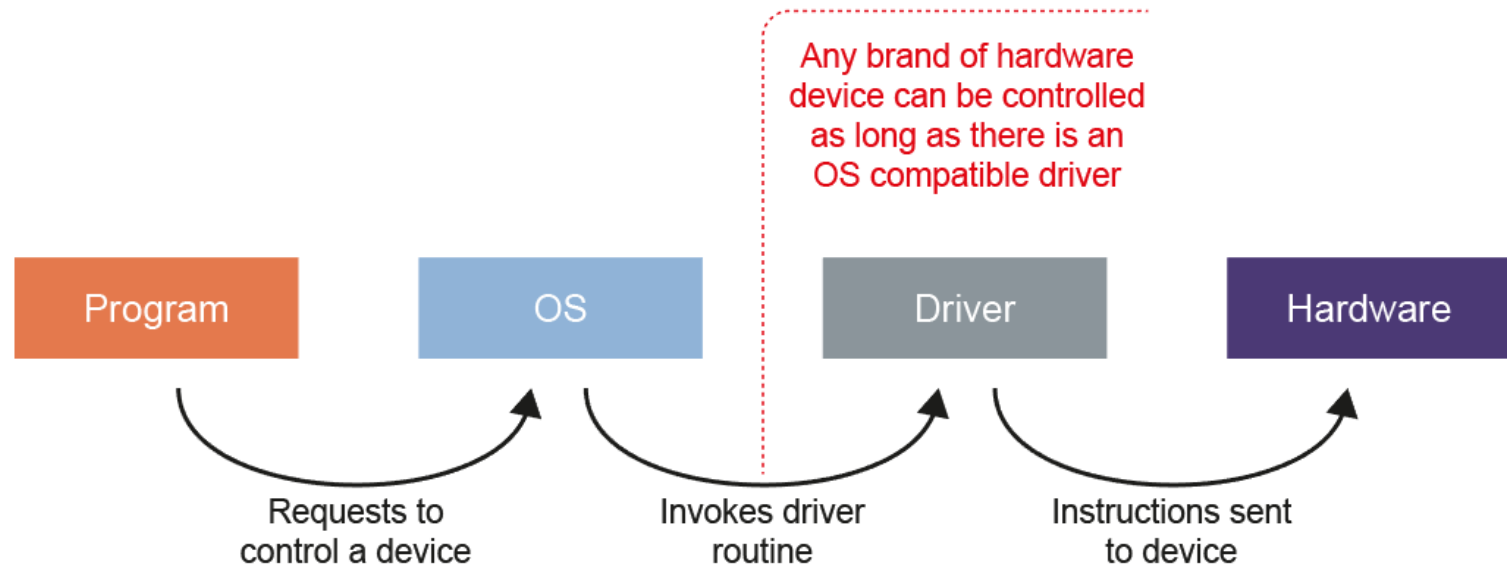 Any brand of hardware
device can be controlled
as long as there is an
OS compatible driver
Program
OS
Driver
Hardware
Requests to
control a device
Invokes driver
routine
Instructions sent
to device